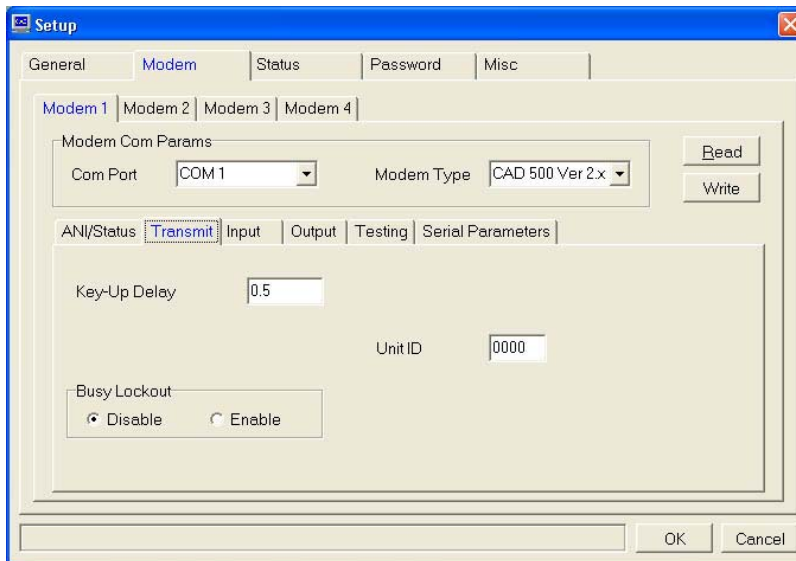 Setup
General Modem Status Password Misc
Modem 1 Modem 2 Modem 3 Modem 4
Modem Com Params
Com Port COM 1 Modem Type CAD 500 Ver 2.x
Read
Write
ANI/Status Transmit Input Output Testing Serial Parameters
Key-Up Delay 0.5
Unit ID 0000
Busy Lockout
Disable Enable
OK Cancel